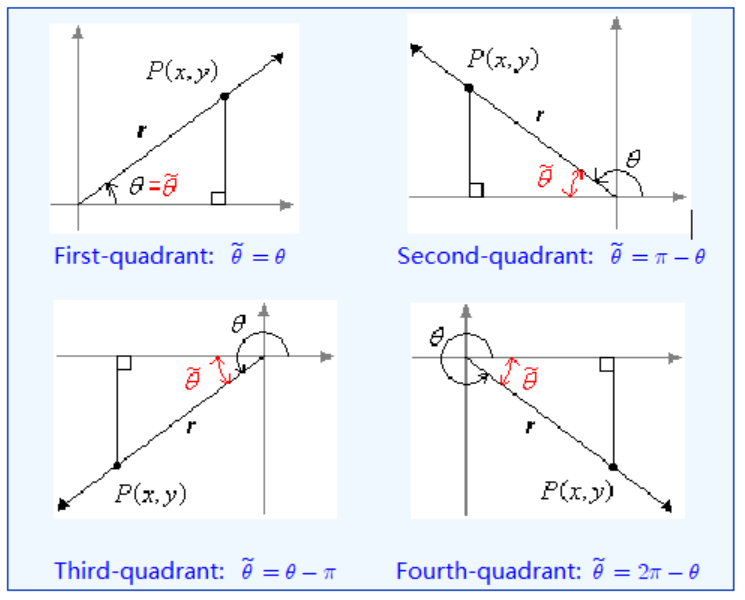 P(x, y)
r
θ = θ̃
First-quadrant: θ̃ = θ
P(x, y)
r
θ
θ̃
Second-quadrant: θ̃ = π − θ
θ
θ̃
r
P(x, y)
Third-quadrant: θ̃ = θ − π
θ
θ̃
r
P(x, y)
Fourth-quadrant: θ̃ = 2π − θ